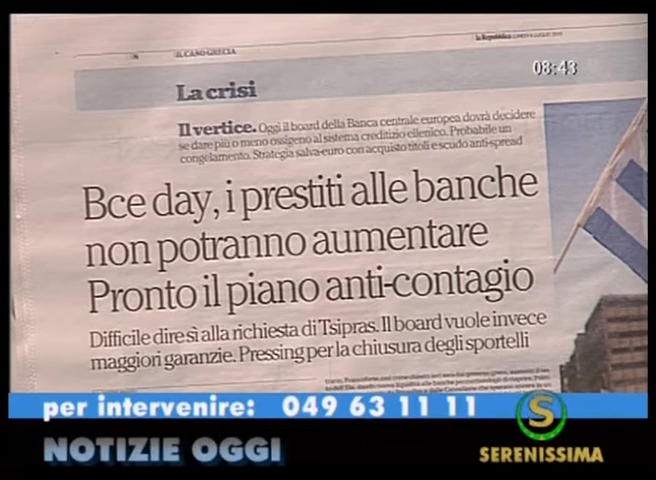 IL CASO GRECIA
la Repubblica LUNEDÌ 6 LUGLIO 2015
La crisi
08:43
Il vertice. Oggi il board della Banca centrale europea dovrà decidere
se dare più o meno ossigeno al sistema creditizio ellenico. Probabile un
congelamento. Strategia salva-euro con acquisto titoli e scudo anti-spread
Bce day, i prestiti alle banche
non potranno aumentare
Pronto il piano anti-contagio
Difficile dire sì alla richiesta di Tsipras. Il board vuole invece
maggiori garanzie. Pressing per la chiusura degli sportelli
per intervenire: 049 63 11 11
S
NOTIZIE OGGI
SERENISSIMA